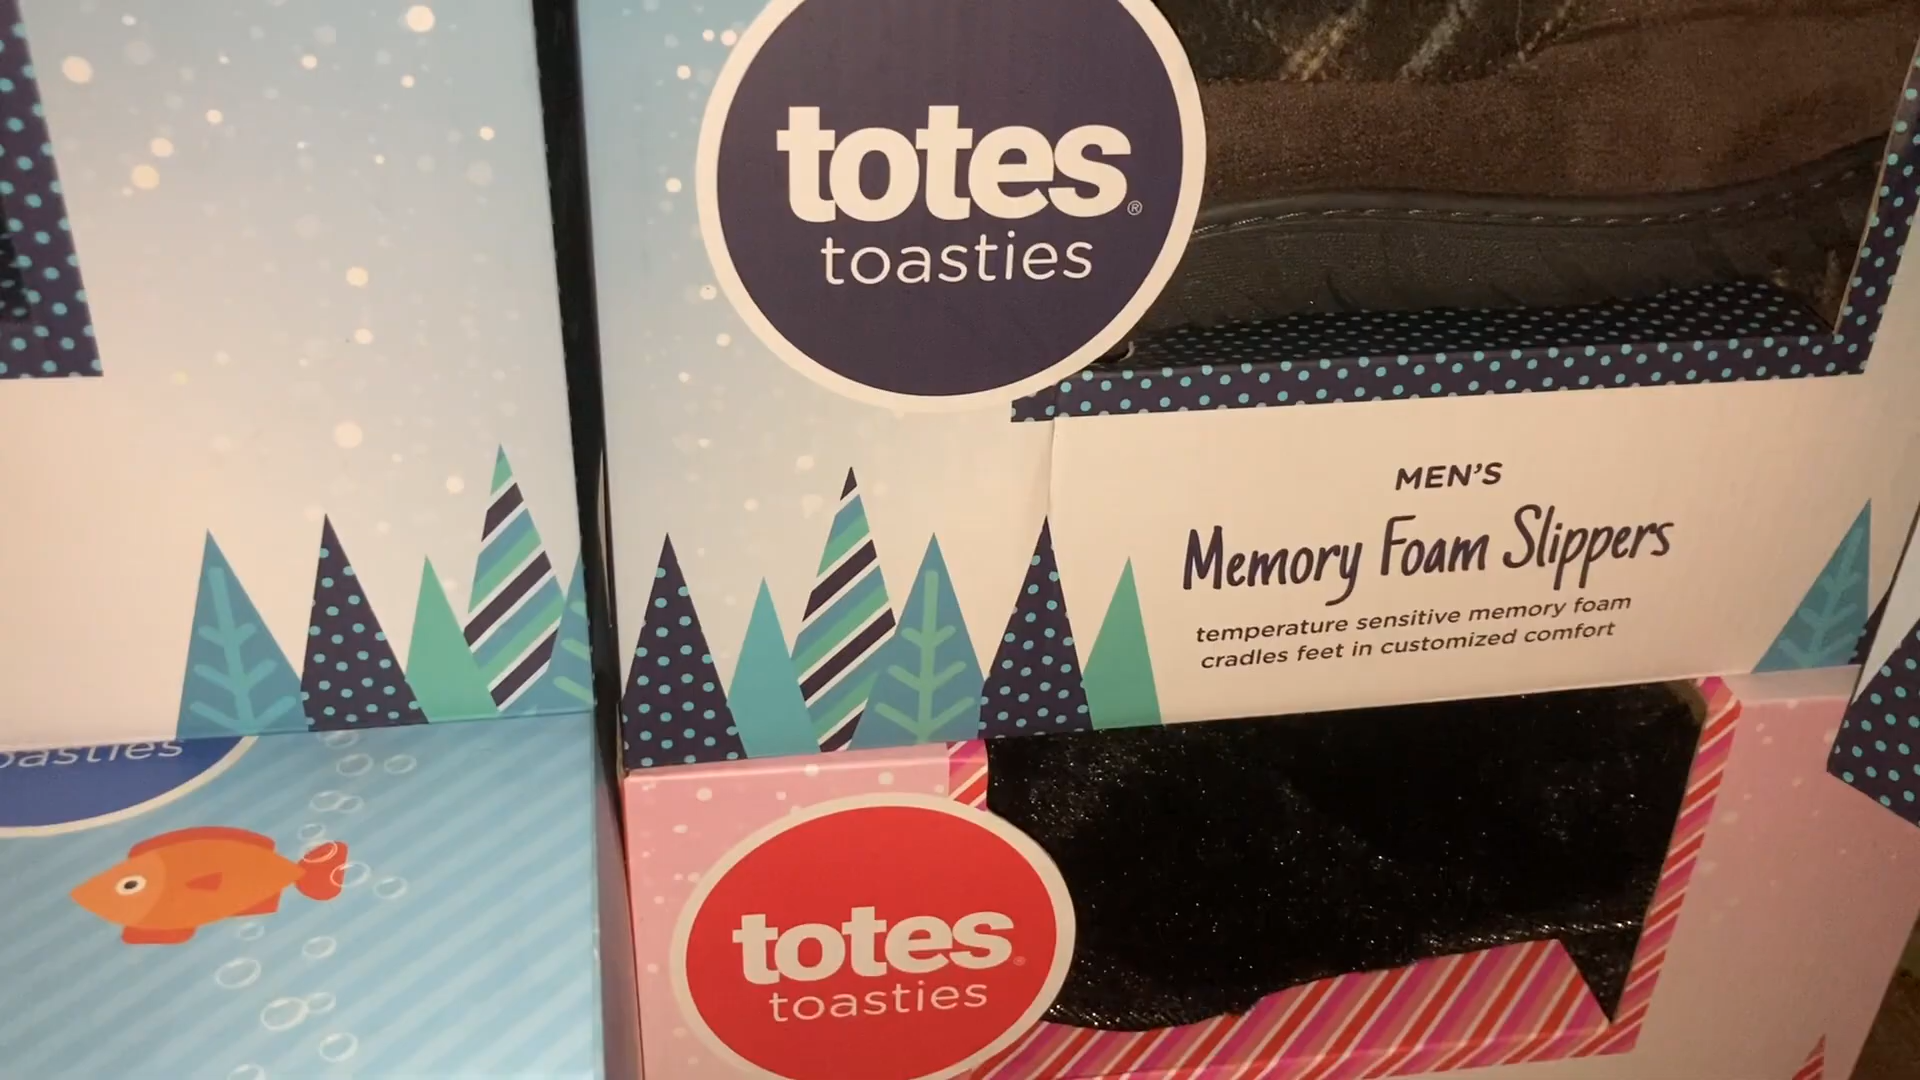 totes®
toasties
MEN'S
Memory Foam Slippers
temperature sensitive memory foam
cradles feet in customized comfort
oasties
totes®
toasties